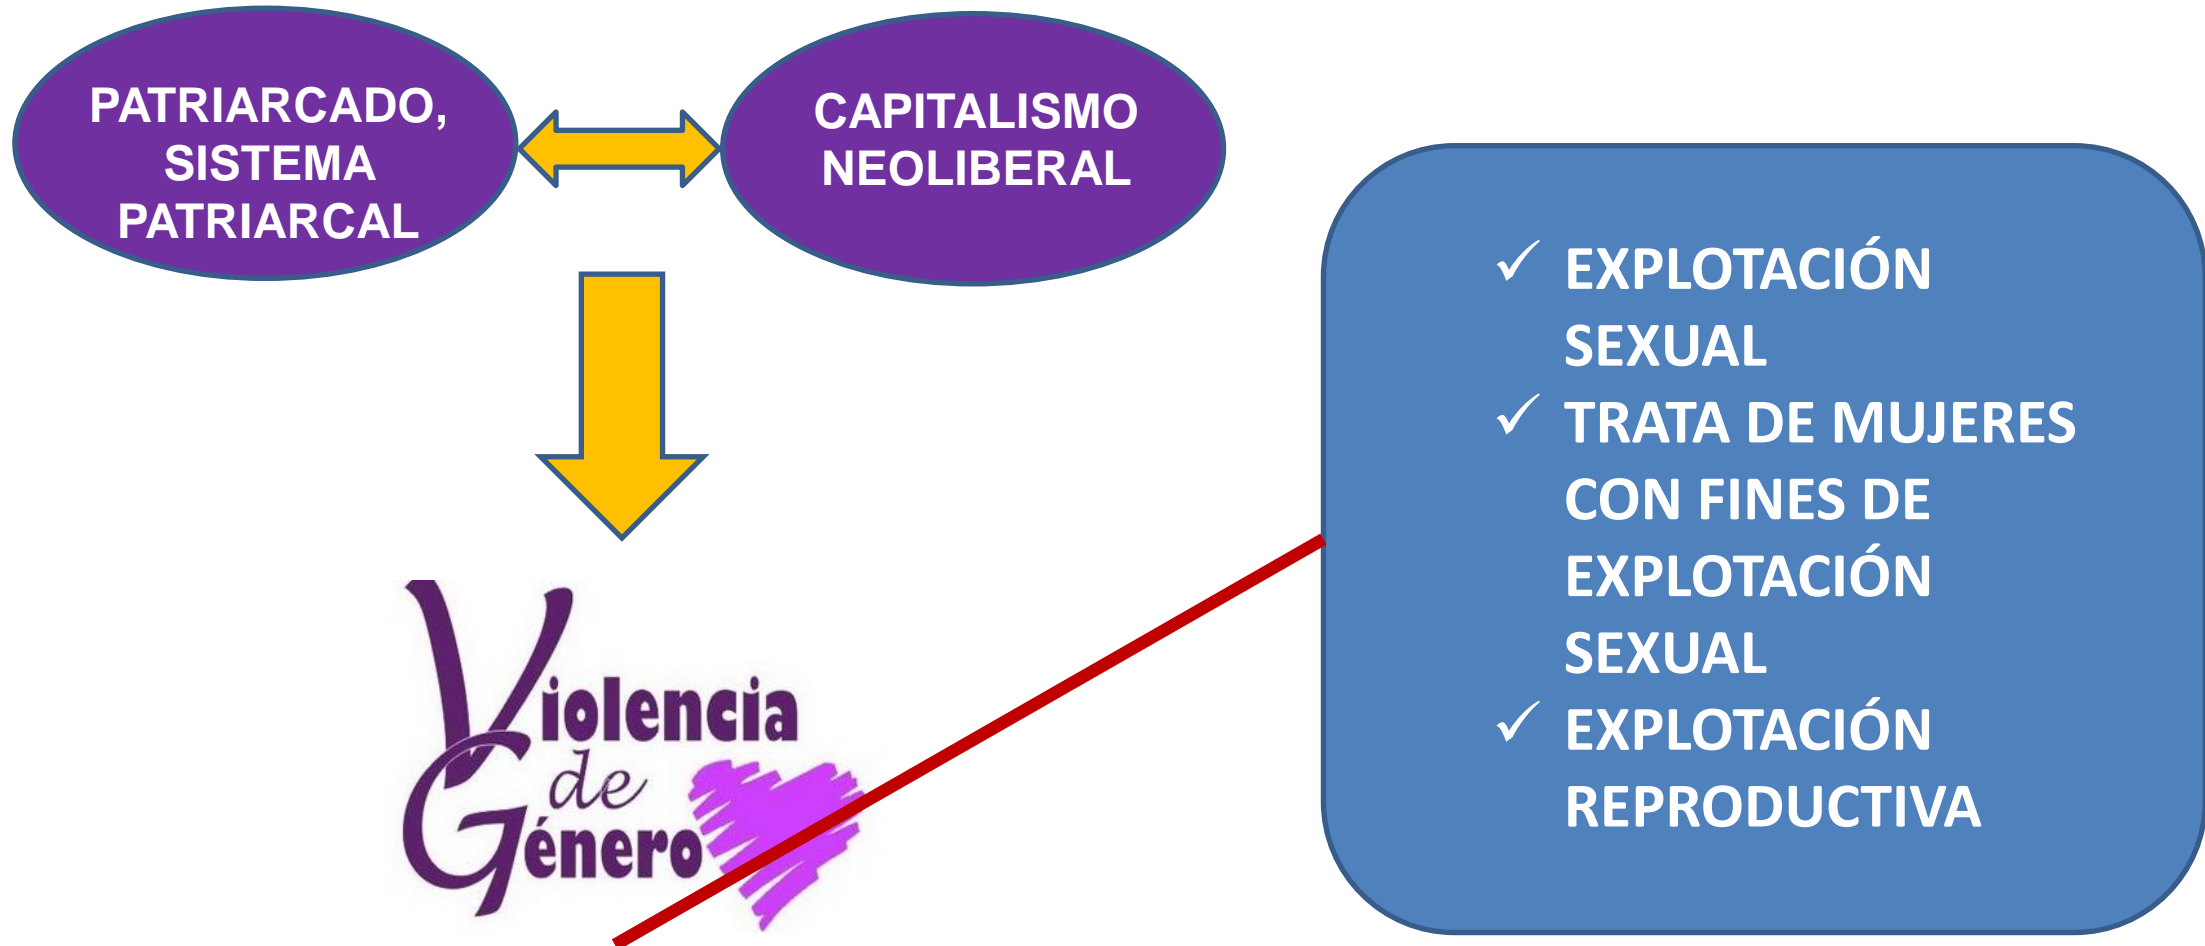 PATRIARCADO,
SISTEMA
PATRIARCAL
CAPITALISMO
NEOLIBERAL
✓ EXPLOTACIÓN
SEXUAL
✓ TRATA DE MUJERES
CON FINES DE
EXPLOTACIÓN
SEXUAL
✓ EXPLOTACIÓN
REPRODUCTIVA
Violencia
de
Género